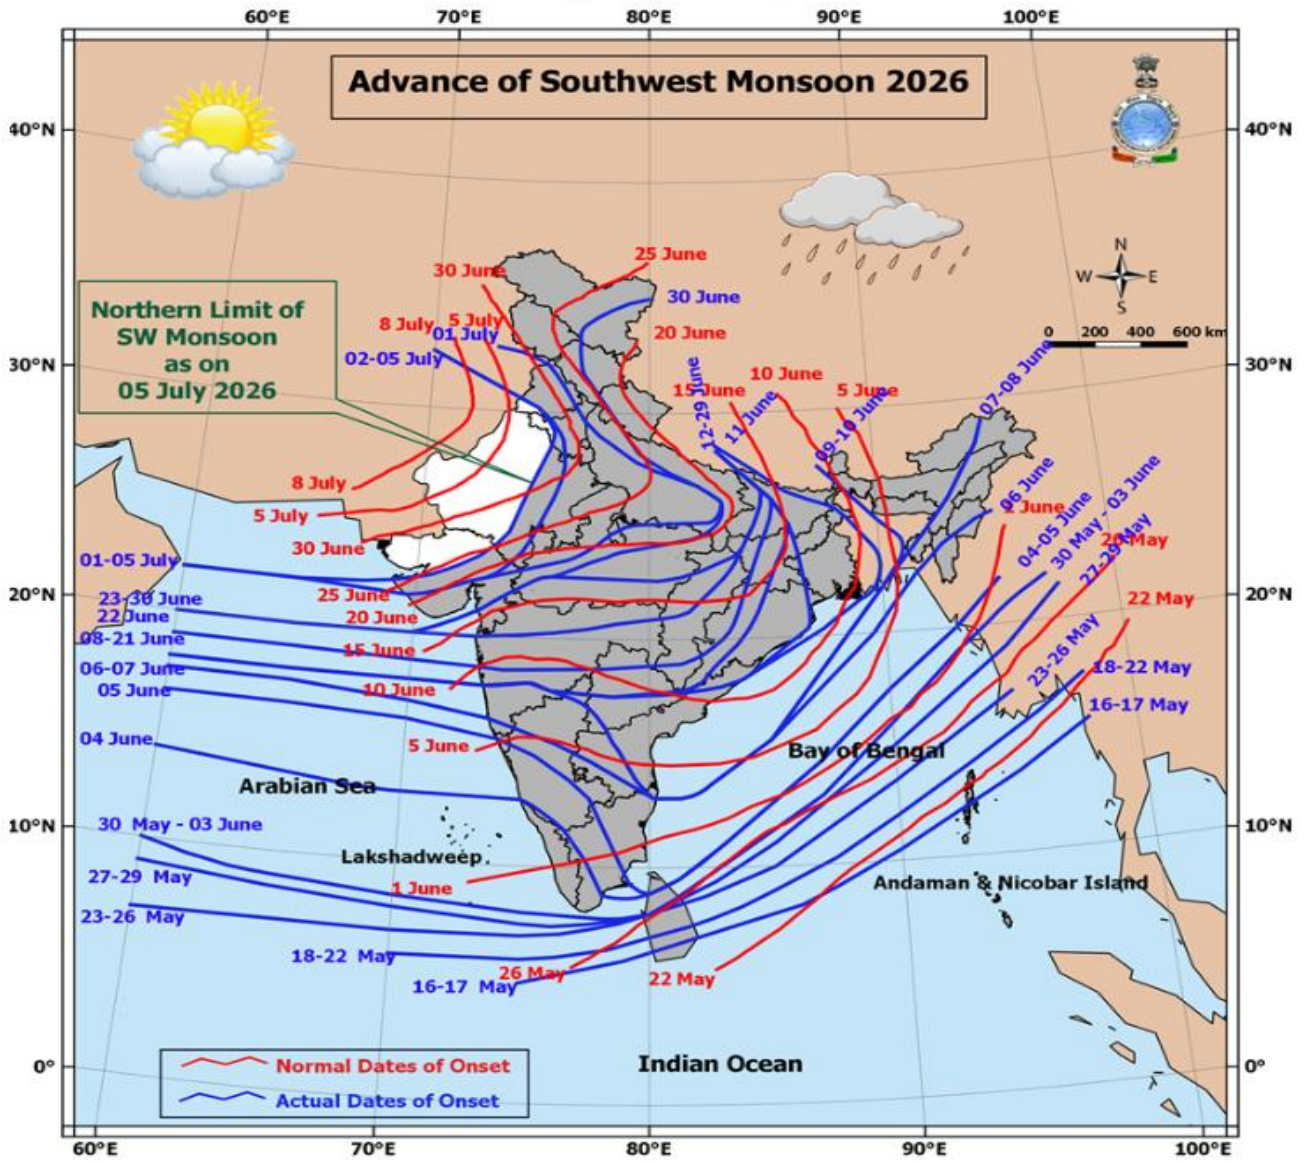 60°E 70°E 80°E 90°E 100°E
Advance of Southwest Monsoon 2026
40°N 40°N
N
W E
S
25 June
30 June
30 June
Northern Limit of
SW Monsoon
as on
05 July 2026
8 July 5 July
01 July
20 June
0 200 400 600 km
02-05 July
30°N 30°N
12-29 June
15 June
10 June
5 June
11 June
09-10 June
07-08 June
8 July
5 July
30 June
06 June
1 June
04-05 June
30 May - 03 June
26 May
27-29 May
01-05 July
20°N 20°N
25 June
23-30 June
22 June
20 June
22 May
08-21 June
15 June
23-26 May
06-07 June
18-22 May
05 June
10 June
16-17 May
04 June
5 June
Bay of Bengal
Arabian Sea
10°N 10°N
30 May - 03 June
Lakshadweep
27-29 May
1 June
Andaman & Nicobar Island
23-26 May
18-22 May
26 May
22 May
16-17 May
0° 0°
Normal Dates of Onset
Indian Ocean
Actual Dates of Onset
60°E 70°E 80°E 90°E 100°E